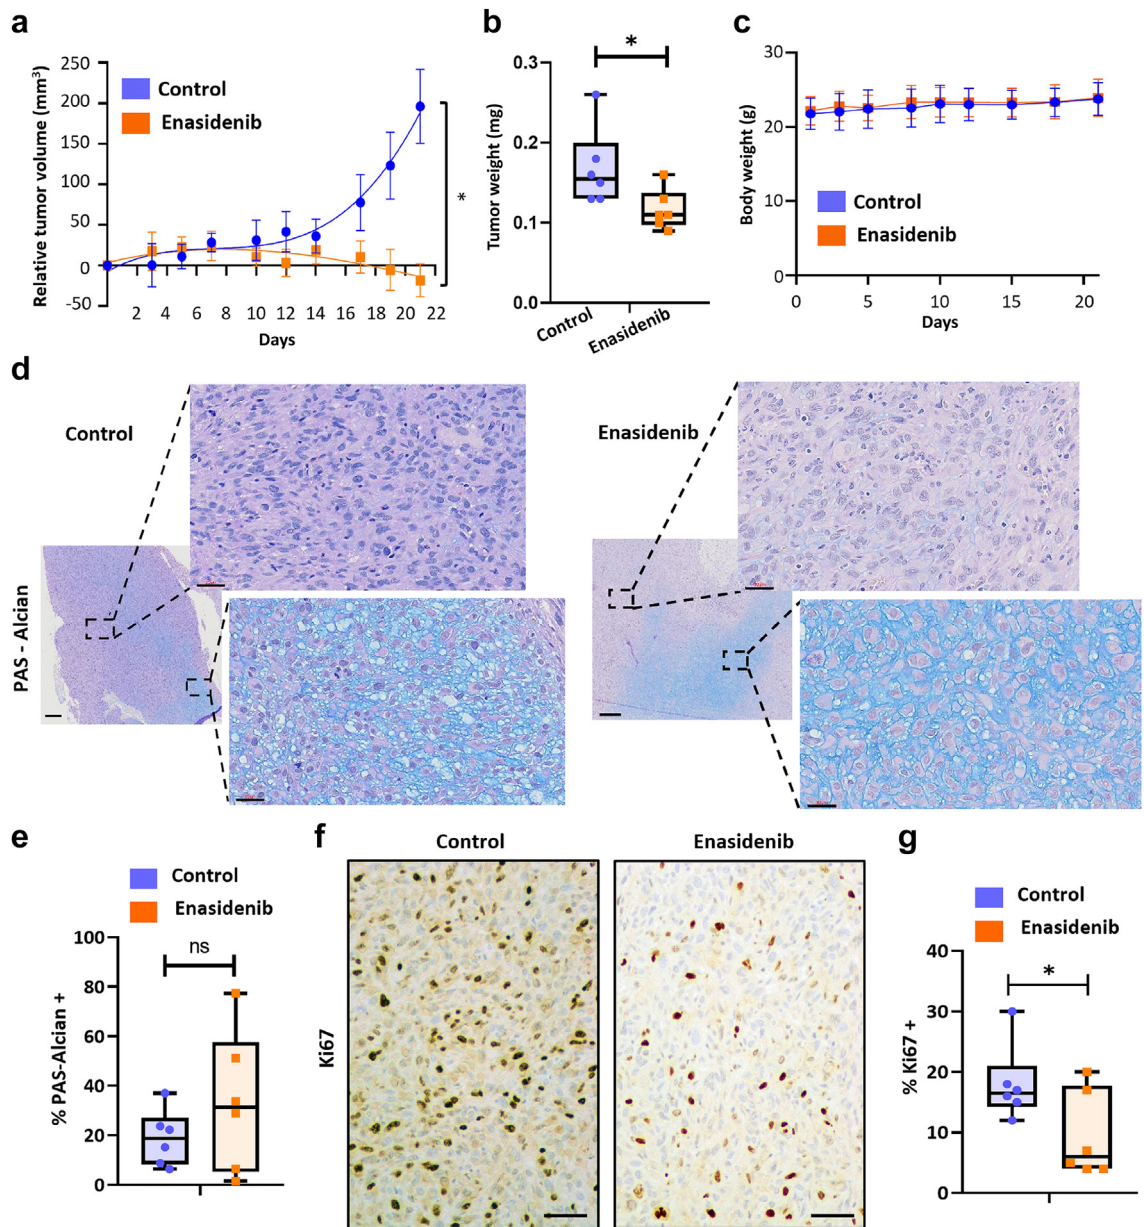 a
Relative tumor volume (mm³)
250
200
150
100
50
0
-50
2 4 6 8 10 12 14 16 18 20 22
Days
Control
Enasidenib
*
b
*
Tumor weight (mg)
0.3
0.2
0.1
0.0
Control
Enasidenib
c
Body weight (g)
30
20
10
0
0 5 10 15 20
Days
Control
Enasidenib
d
Control
Enasidenib
PAS - Alcian
e
Control
Enasidenib
ns
% PAS-Alcian +
100
80
60
40
20
0
f
Control
Enasidenib
Ki67
g
Control
Enasidenib
*
% Ki67 +
40
30
20
10
0